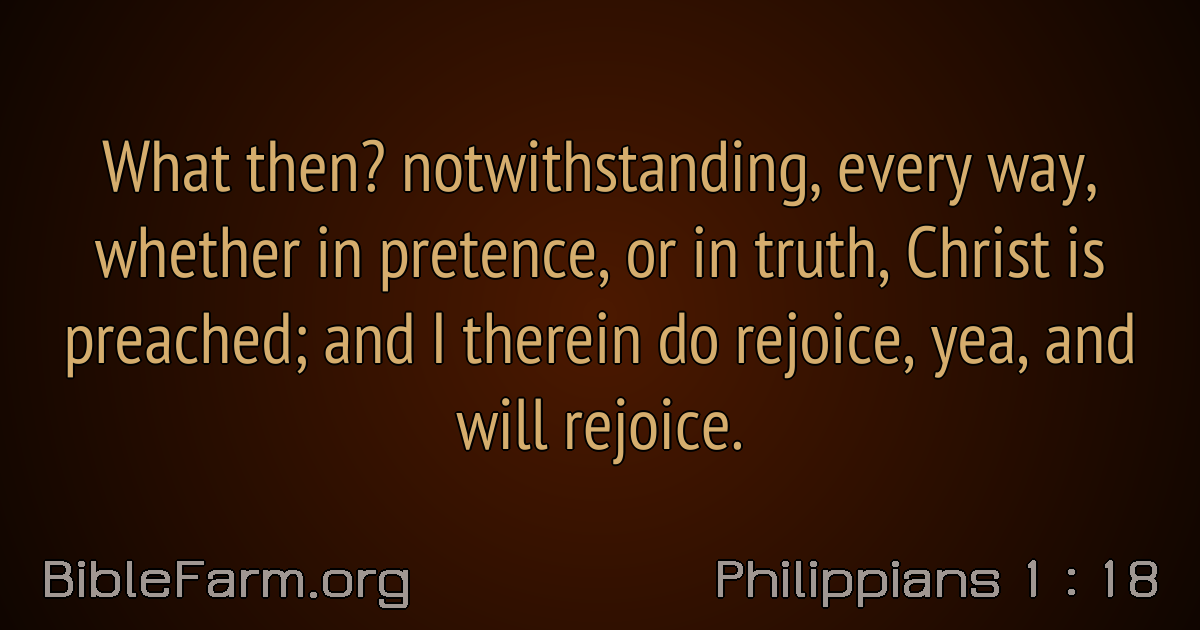 What then? notwithstanding, every way,
whether in pretence, or in truth, Christ is
preached; and I therein do rejoice, yea, and
will rejoice.
BibleFarm.org
Philippians 1 : 18